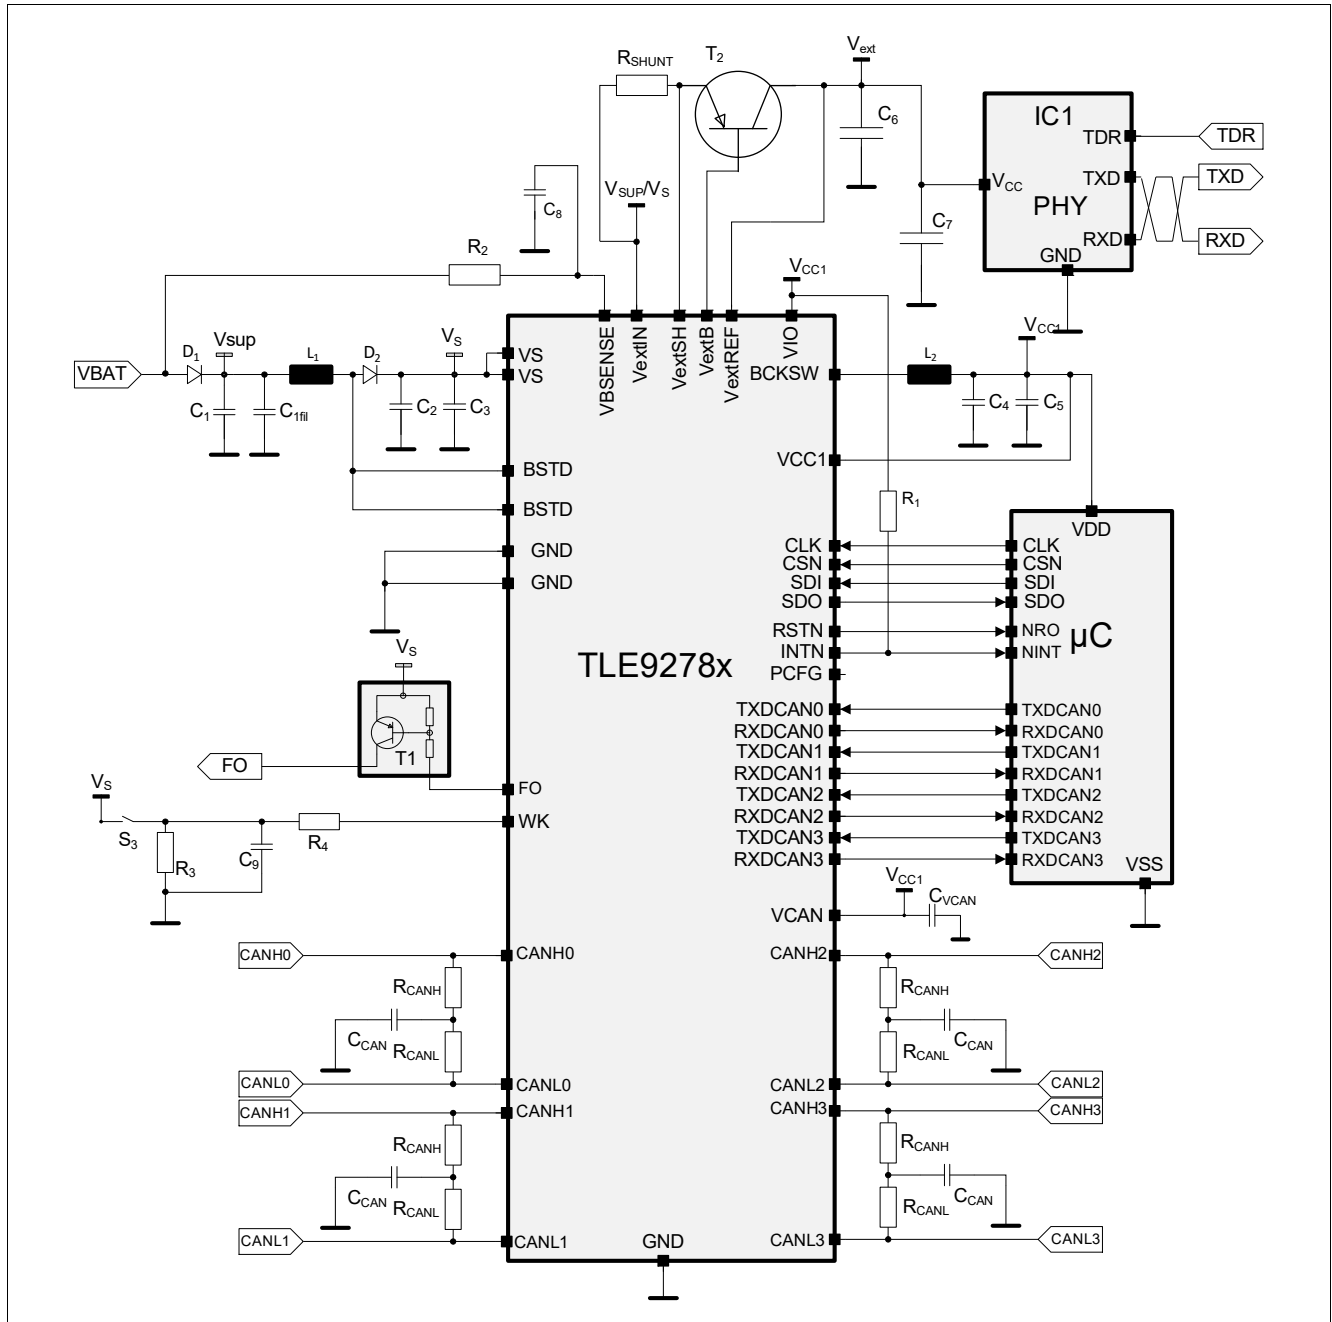 RSHUNT
T2
Vext
C6
IC1
TDR
TDR
TXD
TXD
VCC
PHY
RXD
RXD
GND
C7
C8
VSUP/VS
R2
VCC1
VBSENSE
VextIN
VextSH
VextB
VextREF
VIO
VBAT
D1
Vsup
L1
D2
VS
VS
VS
C1
C1fil
C2
C3
BCKSW
L2
VCC1
C4
C5
BSTD
BSTD
VCC1
R1
GND
GND
VDD
CLK
CLK
CSN
CSN
SDI
SDI
SDO
SDO
RSTN
NRO
INTN
NINT
PCFG
µC
TLE9278x
VS
T1
FO
FO
TXDCAN0
TXDCAN0
RXDCAN0
RXDCAN0
TXDCAN1
TXDCAN1
RXDCAN1
RXDCAN1
TXDCAN2
TXDCAN2
RXDCAN2
RXDCAN2
TXDCAN3
TXDCAN3
RXDCAN3
RXDCAN3
VSS
VS
S3
R3
C9
R4
WK
VCC1
CVCAN
VCAN
CANH0
CANH0
RCANH
CCAN
RCANL
CANL0
CANL0
CANH1
CANH1
RCANH
CCAN
RCANL
CANL1
CANL1
GND
CANH2
CANH2
RCANH
CCAN
RCANL
CANL2
CANL2
CANH3
CANH3
RCANH
CCAN
RCANL
CANL3
CANL3